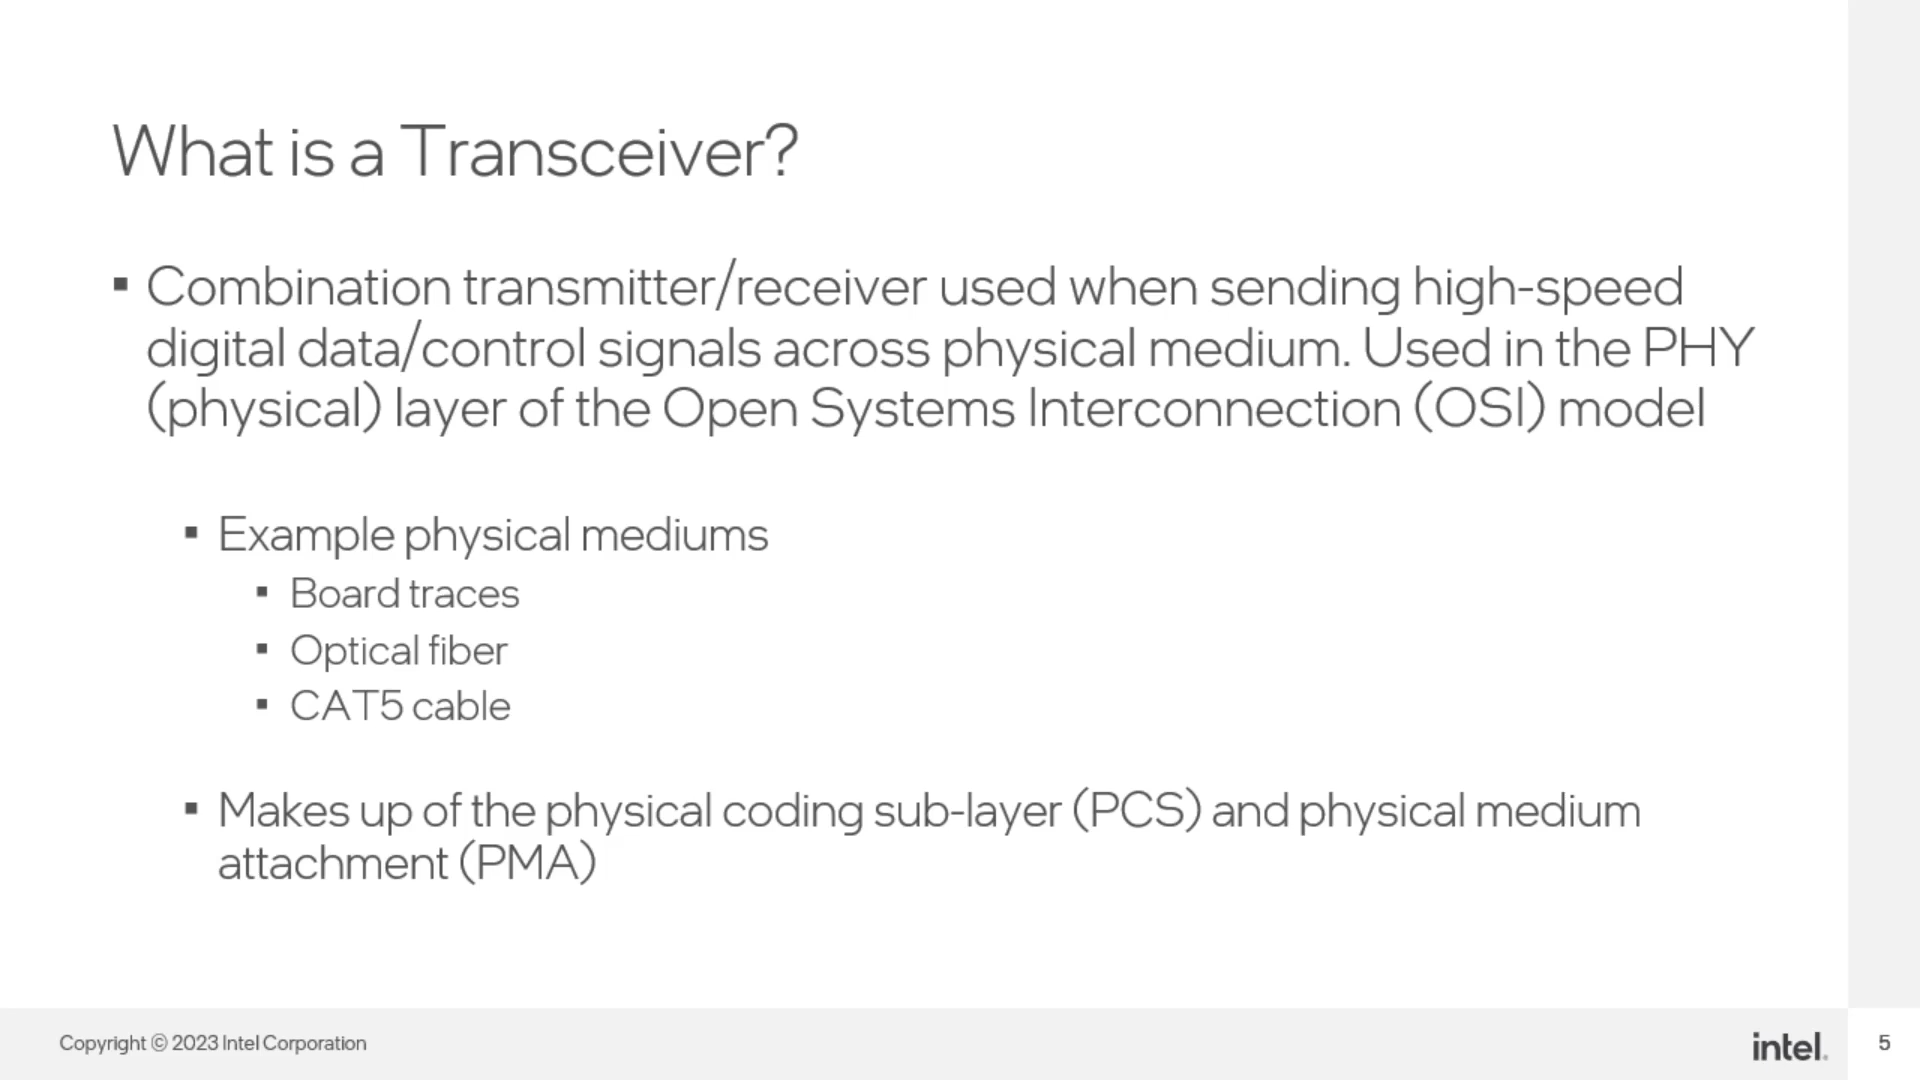 What is a Transceiver?
▪ Combination transmitter/receiver used when sending high-speed
digital data/control signals across physical medium. Used in the PHY
(physical) layer of the Open Systems Interconnection (OSI) model
▪ Example physical mediums
▪ Board traces
▪ Optical fiber
▪ CAT5 cable
▪ Makes up of the physical coding sub-layer (PCS) and physical medium
attachment (PMA)
Copyright © 2023 Intel Corporation
intel.
5